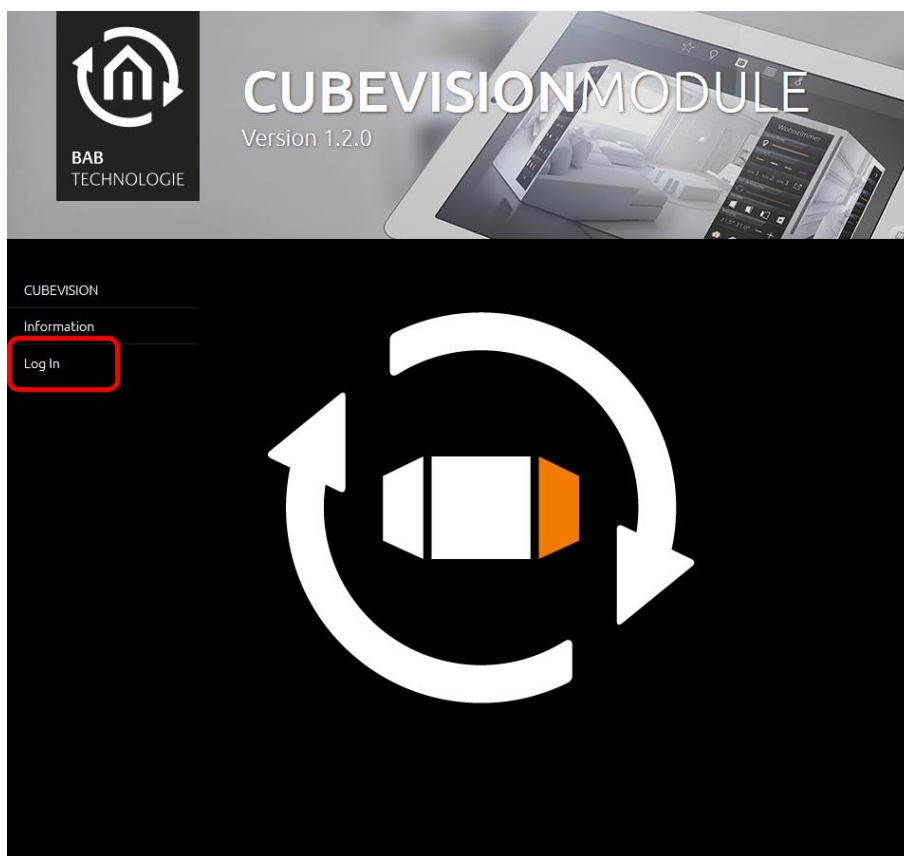 CUBEVISIONMODULE
Version 1.2.0
BAB
TECHNOLOGIE
Wohnzimmer
CUBEVISION
Information
Log In